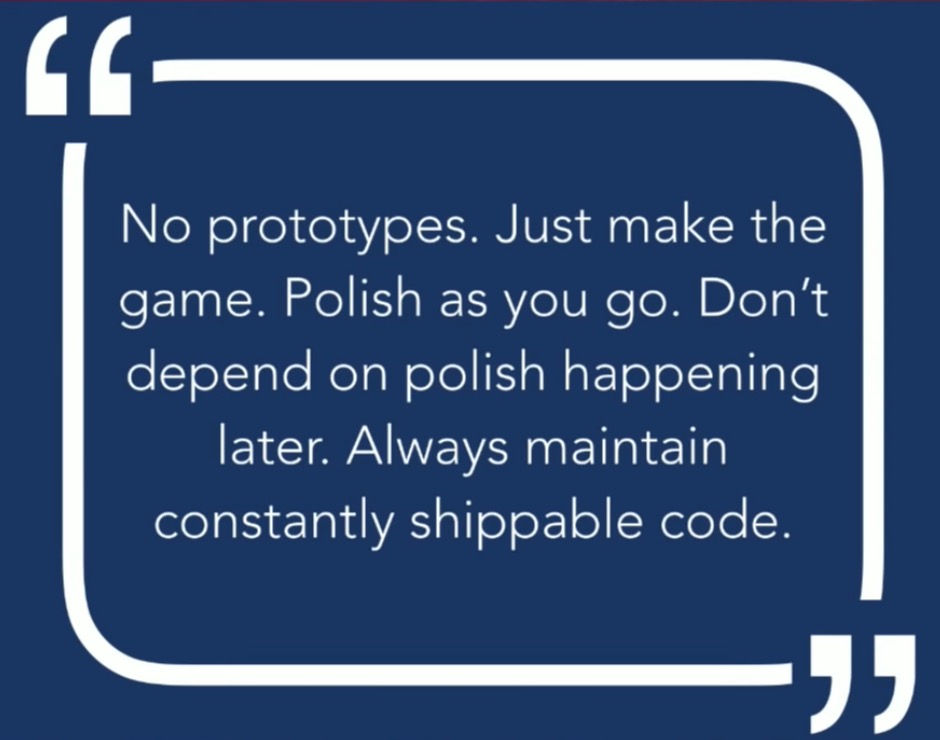 No prototypes. Just make the
game. Polish as you go. Don’t
depend on polish happening
later. Always maintain
constantly shippable code.